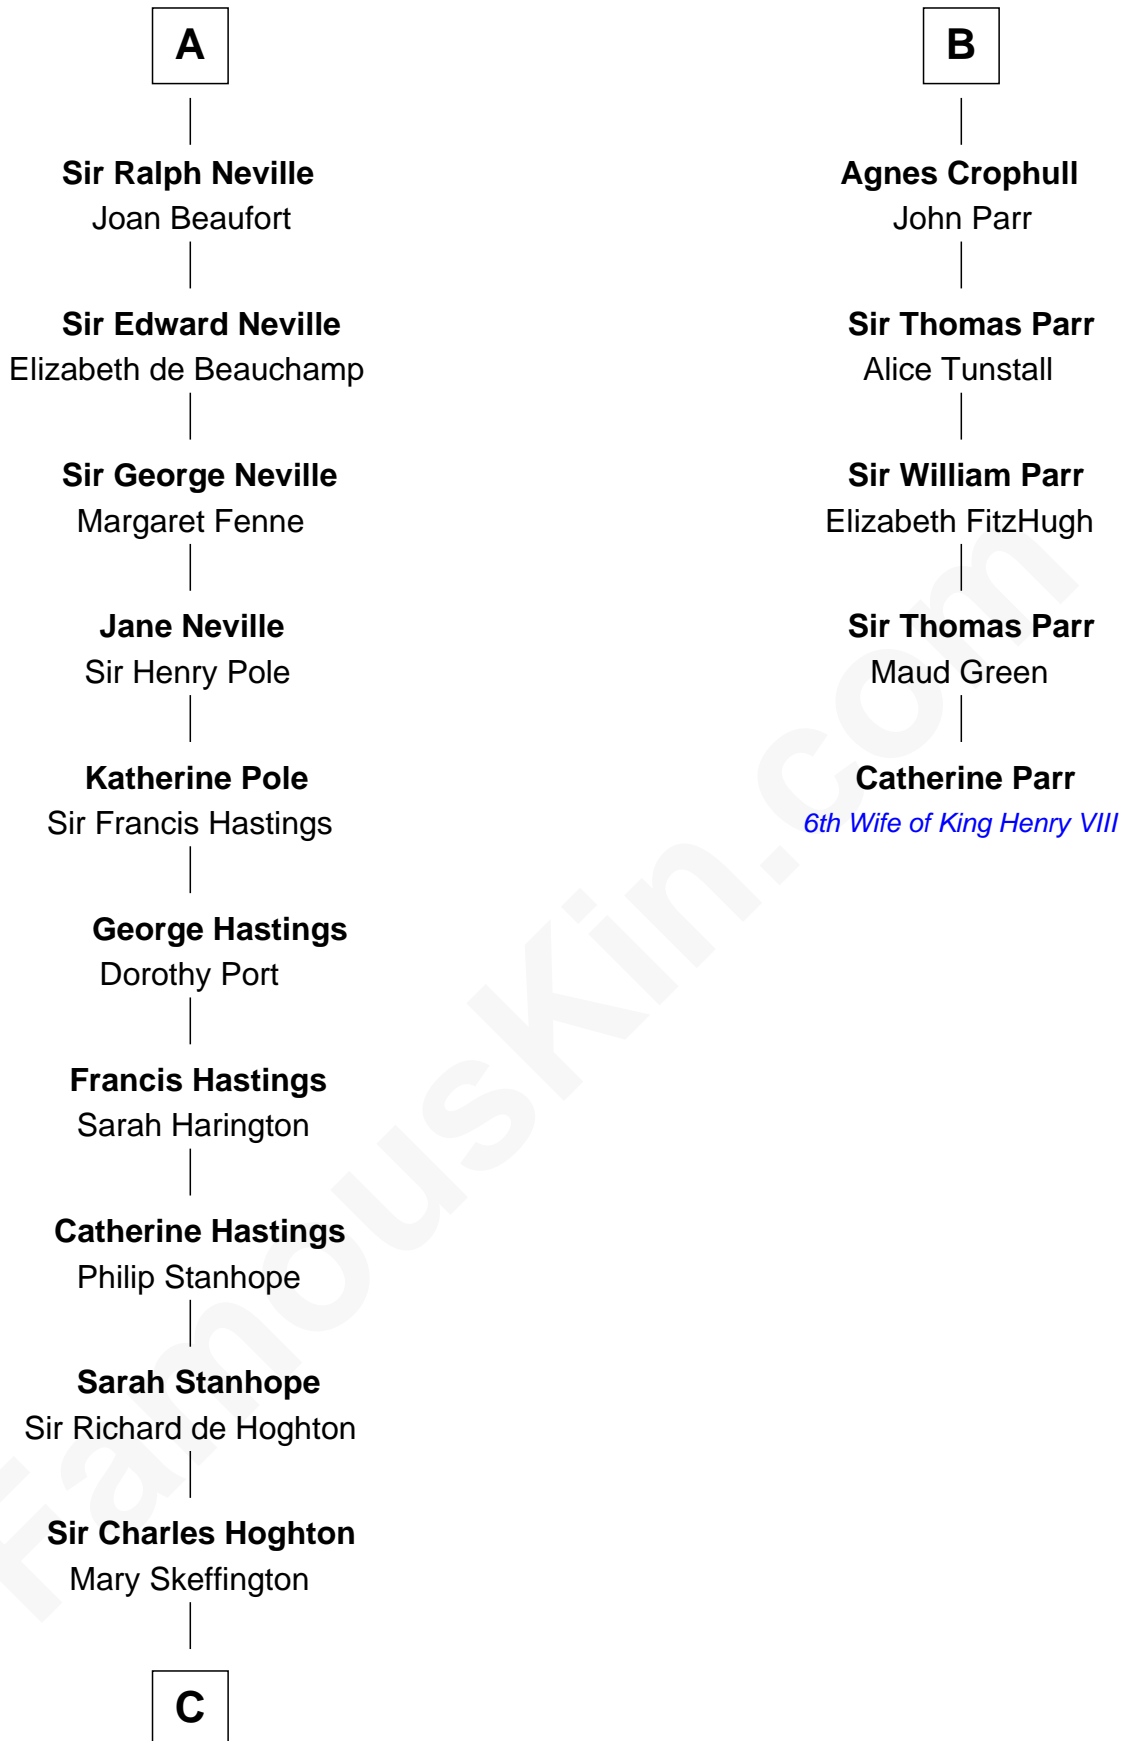 A
Sir Ralph Neville
Joan Beaufort
Sir Edward Neville
Elizabeth de Beauchamp
Sir George Neville
Margaret Fenne
Jane Neville
Sir Henry Pole
Katherine Pole
Sir Francis Hastings
George Hastings
Dorothy Port
Francis Hastings
Sarah Harington
Catherine Hastings
Philip Stanhope
Sarah Stanhope
Sir Richard de Hoghton
Sir Charles Hoghton
Mary Skeffington
C
B
Agnes Crophull
John Parr
Sir Thomas Parr
Alice Tunstall
Sir William Parr
Elizabeth FitzHugh
Sir Thomas Parr
Maud Green
Catherine Parr
6th Wife of King Henry VIII
FamousKin.com